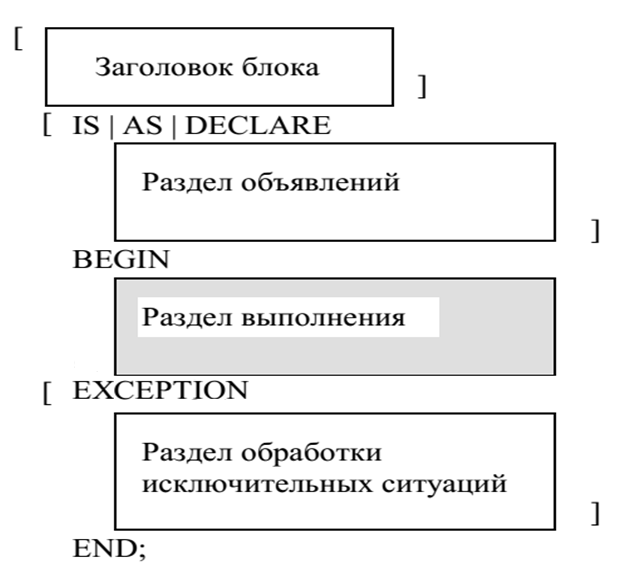 [
Заголовок блока
]
[ IS | AS | DECLARE
Раздел объявлений
]
BEGIN
Раздел выполнения
[ EXCEPTION
Раздел обработки
исключительных ситуаций
]
END;